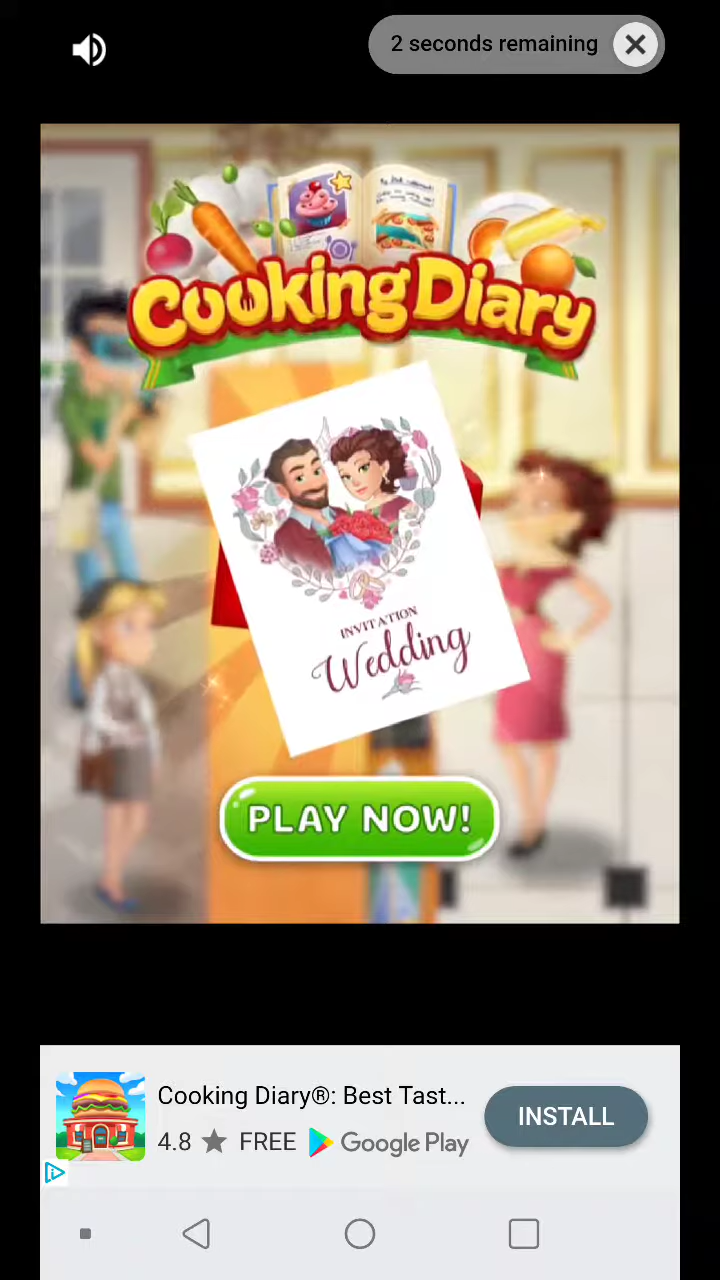 2 seconds remaining
Cooking Diary
INVITATION
Wedding
PLAY NOW!
Cooking Diary®: Best Tast...
4.8 FREE Google Play
INSTALL